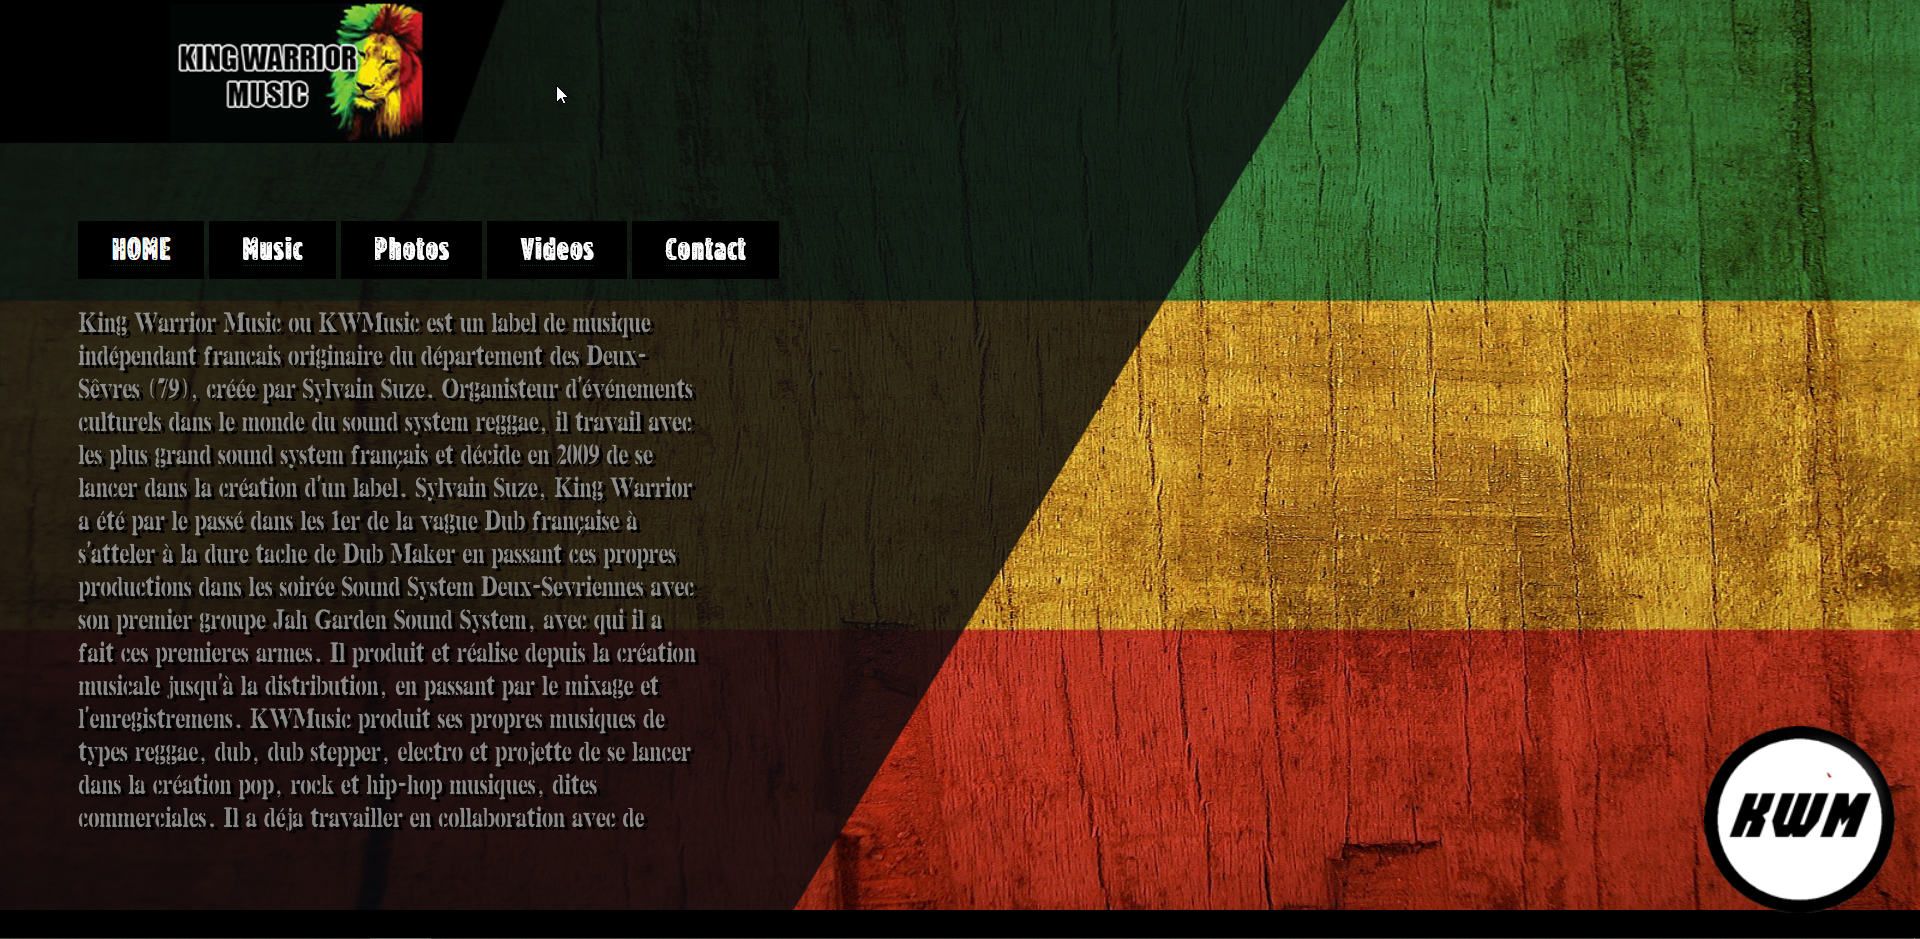 KING WARRIOR
MUSIC
HOME Music Photos Videos Contact
King Warrior Music ou KWMusic est un label de musique
indépendant francais originaire du département des Deux-
Sèvres (79), créée par Sylvain Suze. Organisteur d'événements
culturels dans le monde du sound system reggae, il travail avec
les plus grand sound system français et décide en 2009 de se
lancer dans la création d'un label. Sylvain Suze, King Warrior
a été par le passé dans les 1er de la vague Dub française à
s'atteler à la dure tache de Dub Maker en passant ces propres
productions dans les soirée Sound System Deux-Sevriennes avec
son premier groupe Jah Garden Sound System, avec qui il a
fait ces premieres armes. Il produit et réalise depuis la création
musicale jusqu'à la distribution, en passant par le mixage et
l'enregistremens. KWMusic produit ses propres musiques de
types reggae, dub, dub stepper, electro et projette de se lancer
dans la création pop, rock et hip-hop musiques, dites
commerciales. Il a déja travailler en collaboration avec de
KWM